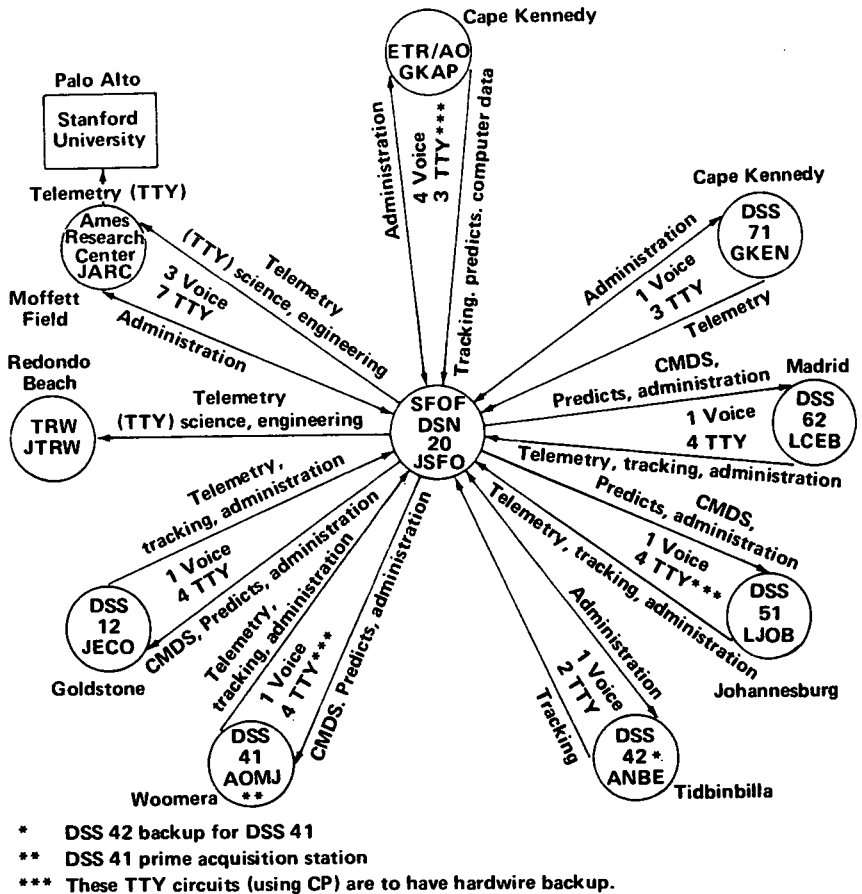 Cape Kennedy
ETR/AO
GKAP
Administration
4 Voice
3 TTY***
Tracking. predicts. computer data
Palo Alto
Stanford
University
Telemetry (TTY)
Ames
Research
Center
JARC
Moffett
Field
Telemetry
(TTY) science, engineering
3 Voice
7 TTY
Administration
Cape Kennedy
DSS
71
GKEN
Administration
1 Voice
3 TTY
Telemetry
Redondo
Beach
TRW
JTRW
Telemetry
(TTY) science, engineering
SFOF
DSN
20
JSFO
CMDS,
Predicts, administration
Madrid
DSS
62
LCEB
1 Voice
4 TTY
Telemetry, tracking, administration
CMDS,
Predicts, administration
1 Voice
4 TTY***
Telemetry, tracking, administration
DSS
51
LJOB
Johannesburg
Telemetry,
tracking, administration
1 Voice
4 TTY
CMDS, Predicts, administration
DSS
12
JECO
Goldstone
Telemetry,
tracking, administration
1 Voice
4 TTY***
CMDS. Predicts, administration
DSS
41
AOMJ
**
Woomera
Administration
1 Voice
2 TTY
Tracking
DSS
42*
ANBE
Tidbinbilla
* DSS 42 backup for DSS 41
** DSS 41 prime acquisition station
*** These TTY circuits (using CP) are to have hardwire backup.